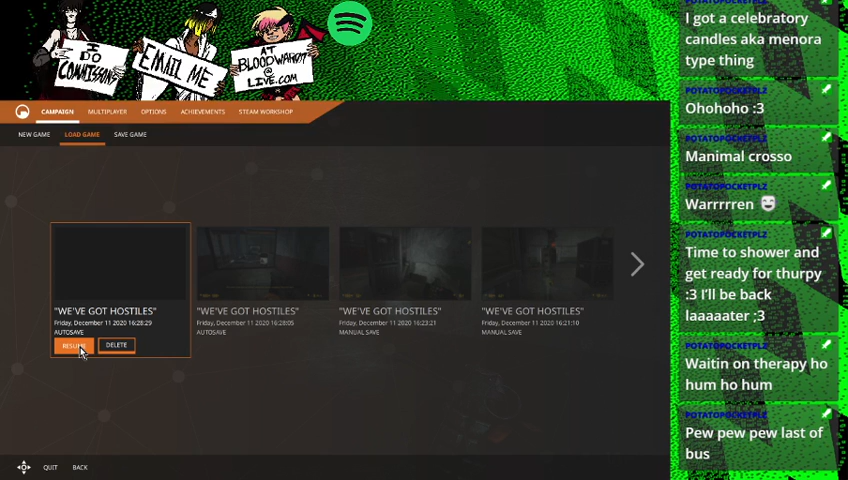 I DO
COMMISSONS
EMAIL ME
AT
BLOODWARD1
@
LIVE.COM
CAMPAIGN MULTIPLAYER OPTIONS ACHIEVEMENTS STEAM WORKSHOP
NEW GAME LOAD GAME SAVE GAME
"WE'VE GOT HOSTILES"
Friday, December 11 2020 16:28:29
AUTOSAVE
RESUME DELETE
"WE'VE GOT HOSTILES"
Friday, December 11 2020 16:28:05
AUTOSAVE
"WE'VE GOT HOSTILES"
Friday, December 11 2020 16:23:21
MANUAL SAVE
"WE'VE GOT HOSTILES"
Friday, December 11 2020 16:21:10
MANUAL SAVE
QUIT BACK
POTATOPOCKETPLZ
I got a celebratory
candles aka menora
type thing
POTATOPOCKETPLZ
Ohohoho :3
POTATOPOCKETPLZ
Manimal crosso
POTATOPOCKETPLZ
Warrrrren
POTATOPOCKETPLZ
Time to shower and
get ready for thurpy
:3 I'll be back
laaaaater ;3
POTATOPOCKETPLZ
Waitin on therapy ho
hum ho hum
POTATOPOCKETPLZ
Pew pew pew last of
bus